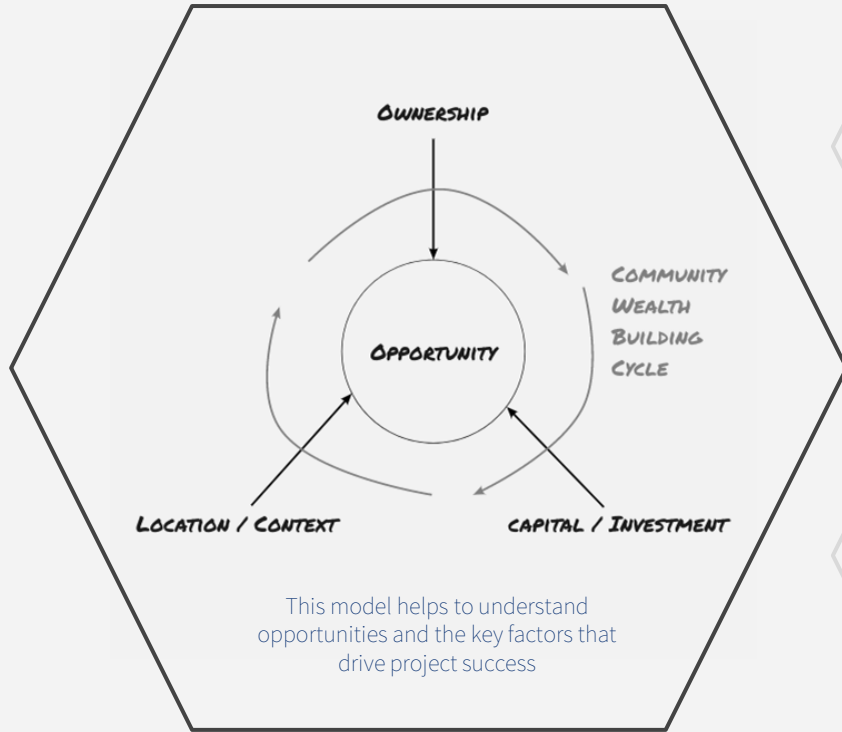 OWNERSHIP
COMMUNITY
WEALTH
BUILDING
CYCLE
OPPORTUNITY
LOCATION / CONTEXT
CAPITAL / INVESTMENT
This model helps to understand
opportunities and the key factors that
drive project success